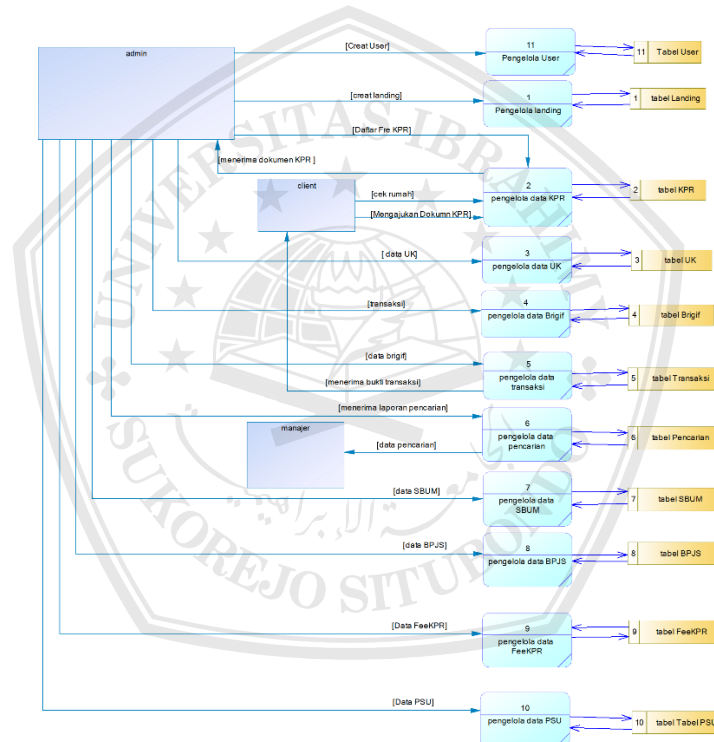 admin
[Creat User]
11
Pengelola User
11 Tabel User
[creat landing]
1
Pengelola landing
1 tabel Landing
[Daftar Fre KPR]
[menerima dokumen KPR ]
2
pengelola data KPR
2 tabel KPR
client
[cek rumah]
[Mengajukan Dokumn KPR]
[ data UK]
3
pengelola data UK
3 tabel UK
[transaksi]
4
pengelola data Brigif
4 tabel Brigif
[data brigif]
5
pengelola data
transaksi
5 tabel Transaksi
[menerima bukti transaksi]
[menerima laporan pencarian]
manajer
[data pencarian]
6
pengelola data
pencarian
6 tabel Pencarian
[data SBUM]
7
pengelola data
SBUM
7 tabel SBUM
[data BPJS]
8
pengelola data BPJS
8 tabel BPJS
[Data FeeKPR]
9
pengelola data
FeeKPR
9 tabel FeeKPR
[Data PSU]
10
pengelola data PSU
10 tabel Tabel PSU
UNIVERSITAS IBRAHIMY
SUKOREJO SITUBONDO